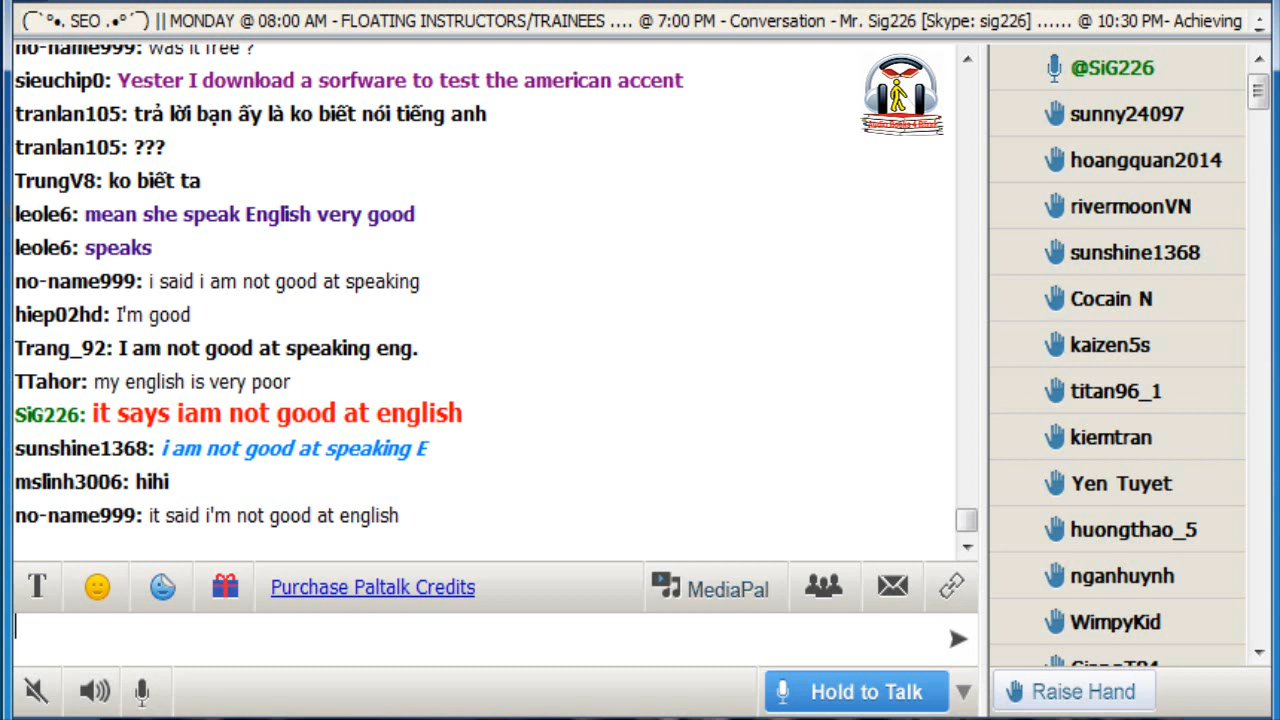 (¯`°•. SEO .•°´¯) || MONDAY @ 08:00 AM - FLOATING INSTRUCTORS/TRAINEES .... @ 7:00 PM - Conversation - Mr. Sig226 [Skype: sig226] ...... @ 10:30 PM- Achieving
no-name999: was it free ?
sieuchip0: Yester I download a sorfware to test the american accent
tranlan105: trả lời bạn ấy là ko biết nói tiếng anh
tranlan105: ???
TrungV8: ko biết ta
leole6: mean she speak English very good
leole6: speaks
no-name999: i said i am not good at speaking
hiep02hd: I'm good
Trang_92: I am not good at speaking eng.
TTahor: my english is very poor
SiG226: it says iam not good at english
sunshine1368: i am not good at speaking E
mslinh3006: hihi
no-name999: it said i'm not good at english
T
Purchase Paltalk Credits
MediaPal
Hold to Talk
@SiG226
sunny24097
hoangquan2014
rivermoonVN
sunshine1368
Cocain N
kaizen5s
titan96_1
kiemtran
Yen Tuyet
huongthao_5
nganhuynh
WimpyKid
Raise Hand